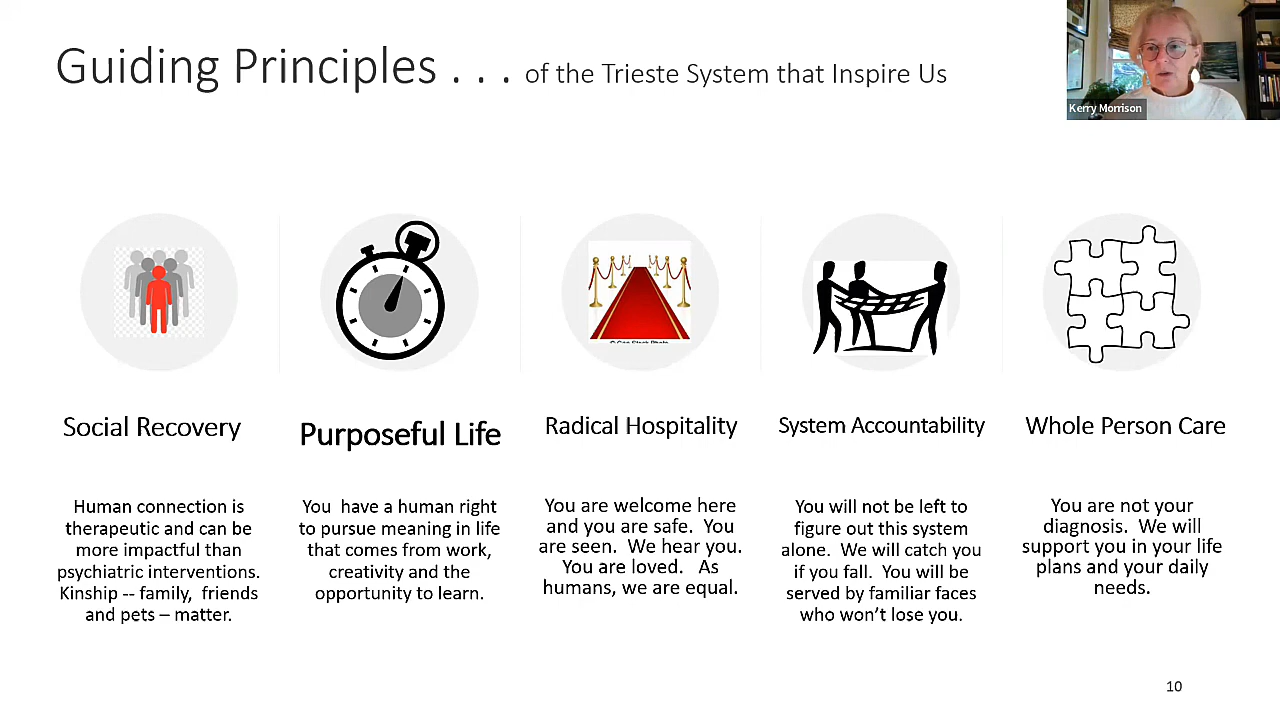 Guiding Principles . . . of the Trieste System that Inspire Us
Kerry Morrison
Social Recovery
Human connection is
therapeutic and can be
more impactful than
psychiatric interventions.
Kinship -- family, friends
and pets – matter.
Purposeful Life
You have a human right
to pursue meaning in life
that comes from work,
creativity and the
opportunity to learn.
Radical Hospitality
You are welcome here
and you are safe. You
are seen. We hear you.
You are loved. As
humans, we are equal.
System Accountability
You will not be left to
figure out this system
alone. We will catch you
if you fall. You will be
served by familiar faces
who won't lose you.
Whole Person Care
You are not your
diagnosis. We will
support you in your life
plans and your daily
needs.
10